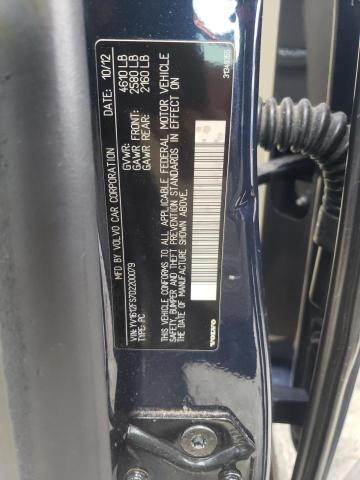 MFD. BY VOLVO CAR CORPORATION
DATE: 10/12
GVWR: 4610 LB
GAWR FRONT: 2580 LB
GAWR REAR: 2160 LB
VIN: YV1612FS7D2200079
TYPE: PC
THIS VEHICLE CONFORMS TO ALL APPLICABLE FEDERAL MOTOR VEHICLE
SAFETY, BUMPER AND THEFT PREVENTION STANDARDS IN EFFECT ON
THE DATE OF MANUFACTURE SHOWN ABOVE.
VOLVO